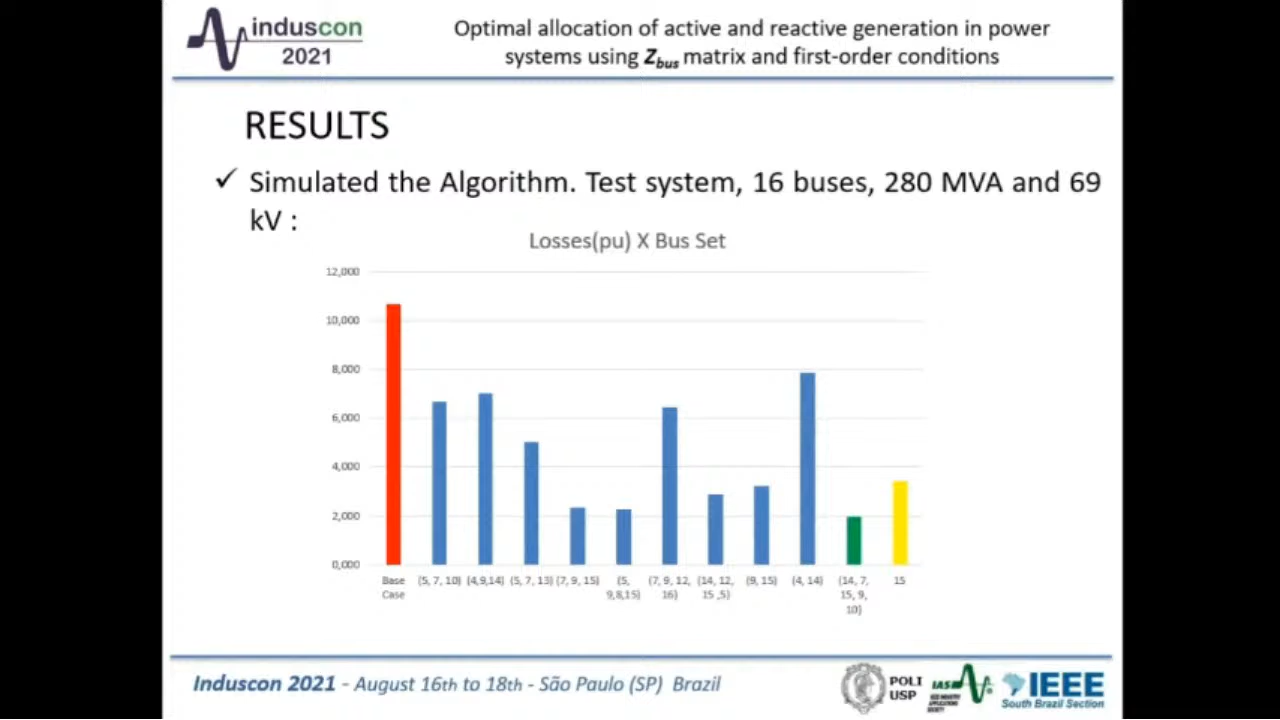 induscon
2021
Optimal allocation of active and reactive generation in power
systems using Zbus matrix and first-order conditions
RESULTS
✓ Simulated the Algorithm. Test system, 16 buses, 280 MVA and 69
kV :
Losses(pu) X Bus Set
12,000
10,000
8,000
6,000
4,000
2,000
0,000
Base
Case
(5, 7, 10)
(4,9,14)
(5, 7, 13)
(7, 9, 15)
(5,
9,8,15)
(7, 9, 12,
16)
(14, 12,
15 ,5)
(9, 15)
(4, 14)
(14, 7,
15, 9,
10)
15
Induscon 2021 - August 16th to 18th - São Paulo (SP) Brazil
POLI
USP
IAS
IEEE INDUSTRY
APPLICATIONS
SOCIETY
IEEE
South Brazil Section